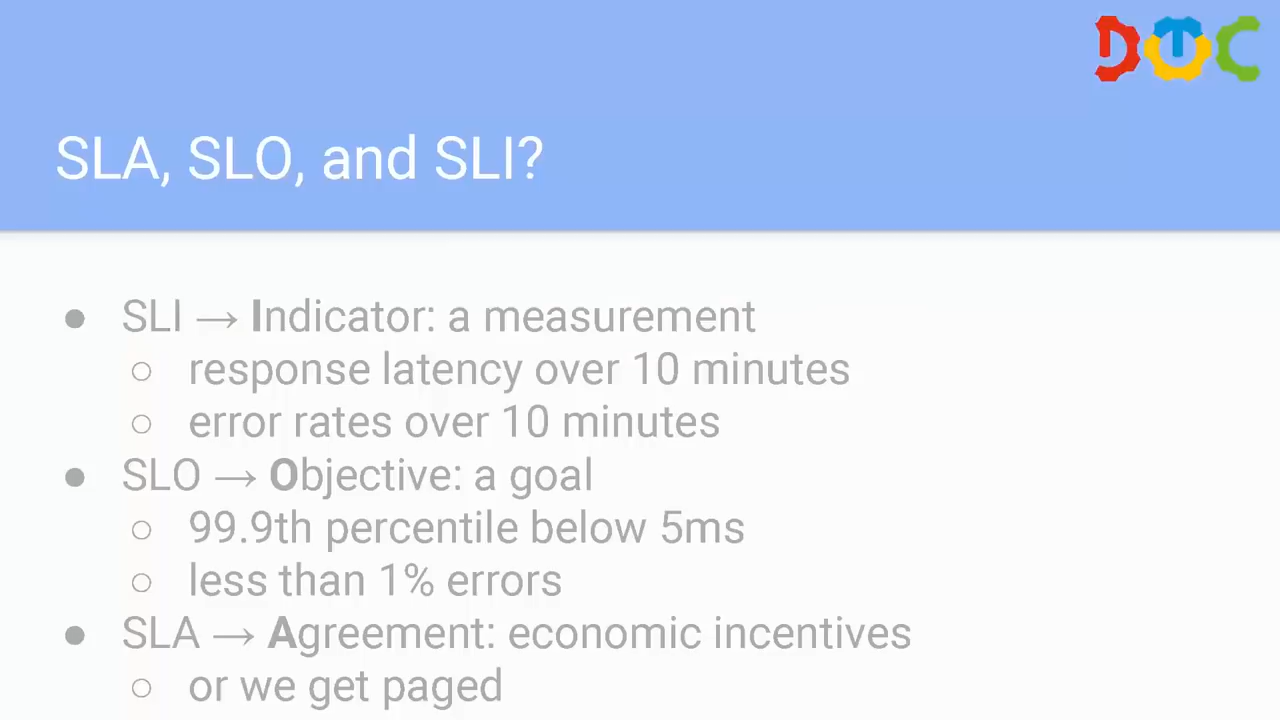 DTC
SLA, SLO, and SLI?
● SLI → Indicator: a measurement
○ response latency over 10 minutes
○ error rates over 10 minutes
● SLO → Objective: a goal
○ 99.9th percentile below 5ms
○ less than 1% errors
● SLA → Agreement: economic incentives
○ or we get paged